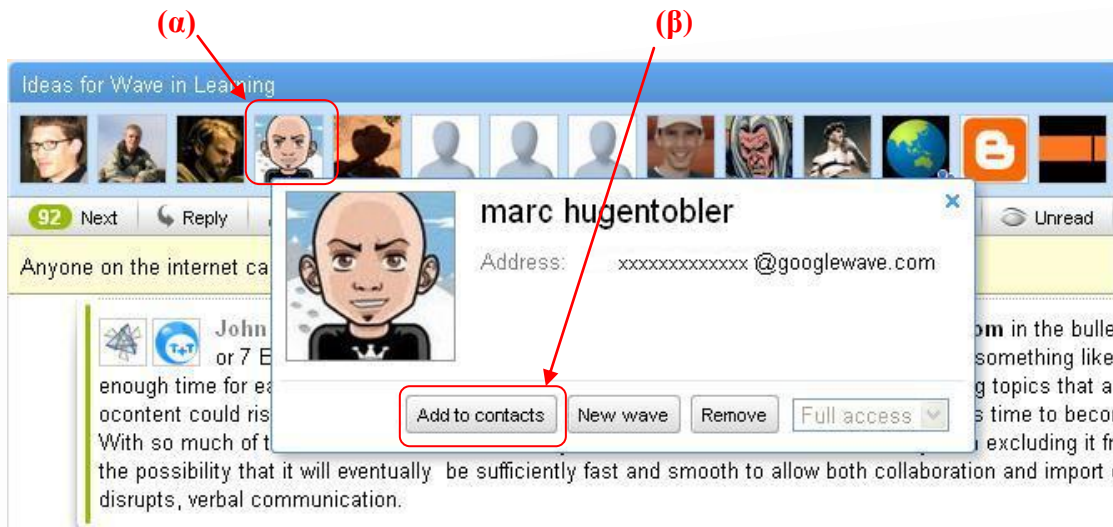 (α) (β)
Ideas for Wave in Learning
92 Next Reply Unread
marc hugentobler
Address: xxxxxxxxxxxxx @googlewave.com
Anyone on the internet ca
John om in the bulle
T+T or 7 E something like
enough time for ea g topics that a
Add to contacts New wave Remove Full access
ocontent could ris s time to beco
With so much of t excluding it fr
the possibility that it will eventually be sufficiently fast and smooth to allow both collaboration and import
disrupts, verbal communication.